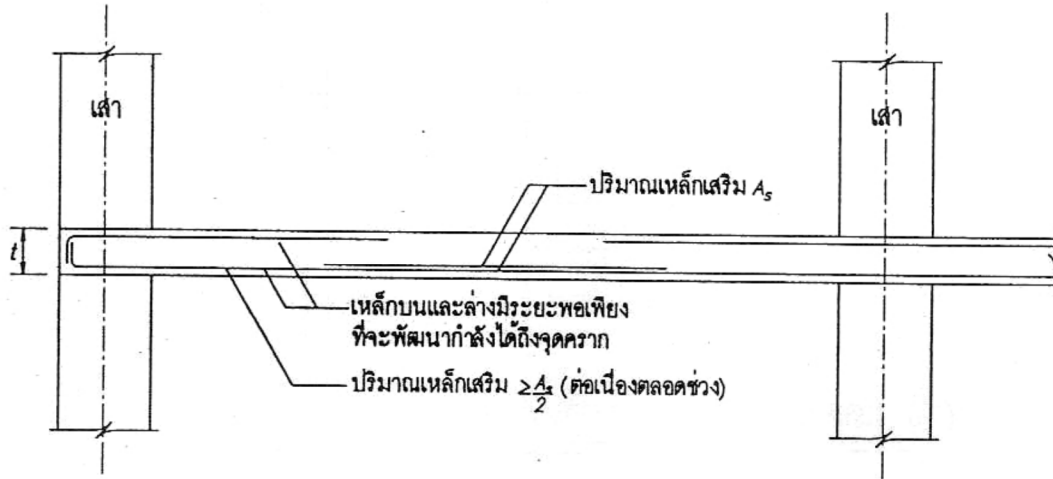 เสา
เสา
ปริมาณเหล็กเสริม As
t
เหล็กบนและล่างมีระยะพอเพียง
ที่จะพัฒนากำลังได้ถึงจุดคราก
ปริมาณเหล็กเสริม ≥ As/2 (ต่อเนื่องตลอดช่วง)